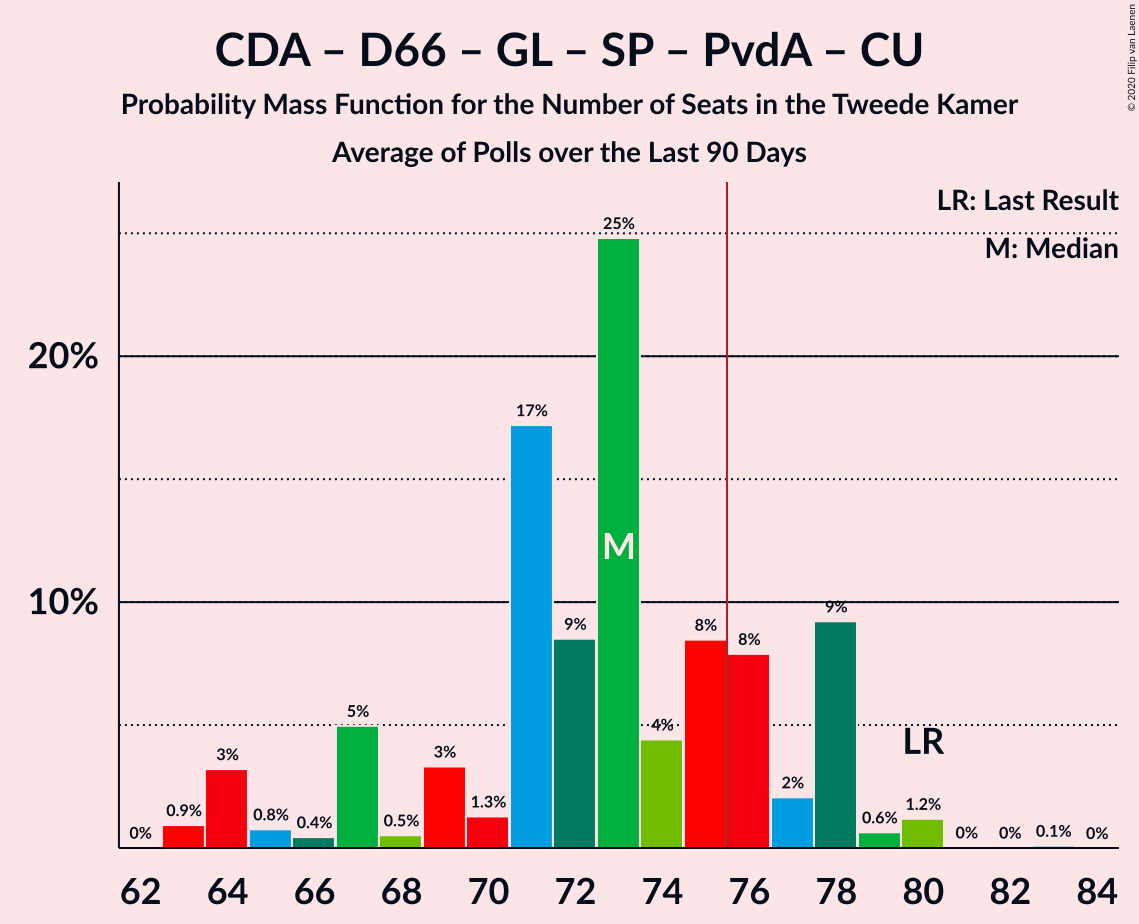 CDA – D66 – GL – SP – PvdA – CU
Probability Mass Function for the Number of Seats in the Tweede Kamer
Average of Polls over the Last 90 Days
© 2020 Filip van Laenen
LR: Last Result
M: Median
25%
20%
17%
M
10%
9%
9%
8%
8%
5%
4%
LR
3%
3%
2%
1.3%
1.2%
0%
0.9%
0.8%
0.4%
0.5%
0.6%
0%
0%
0.1%
0%
62 64 66 68 70 72 74 76 78 80 82 84